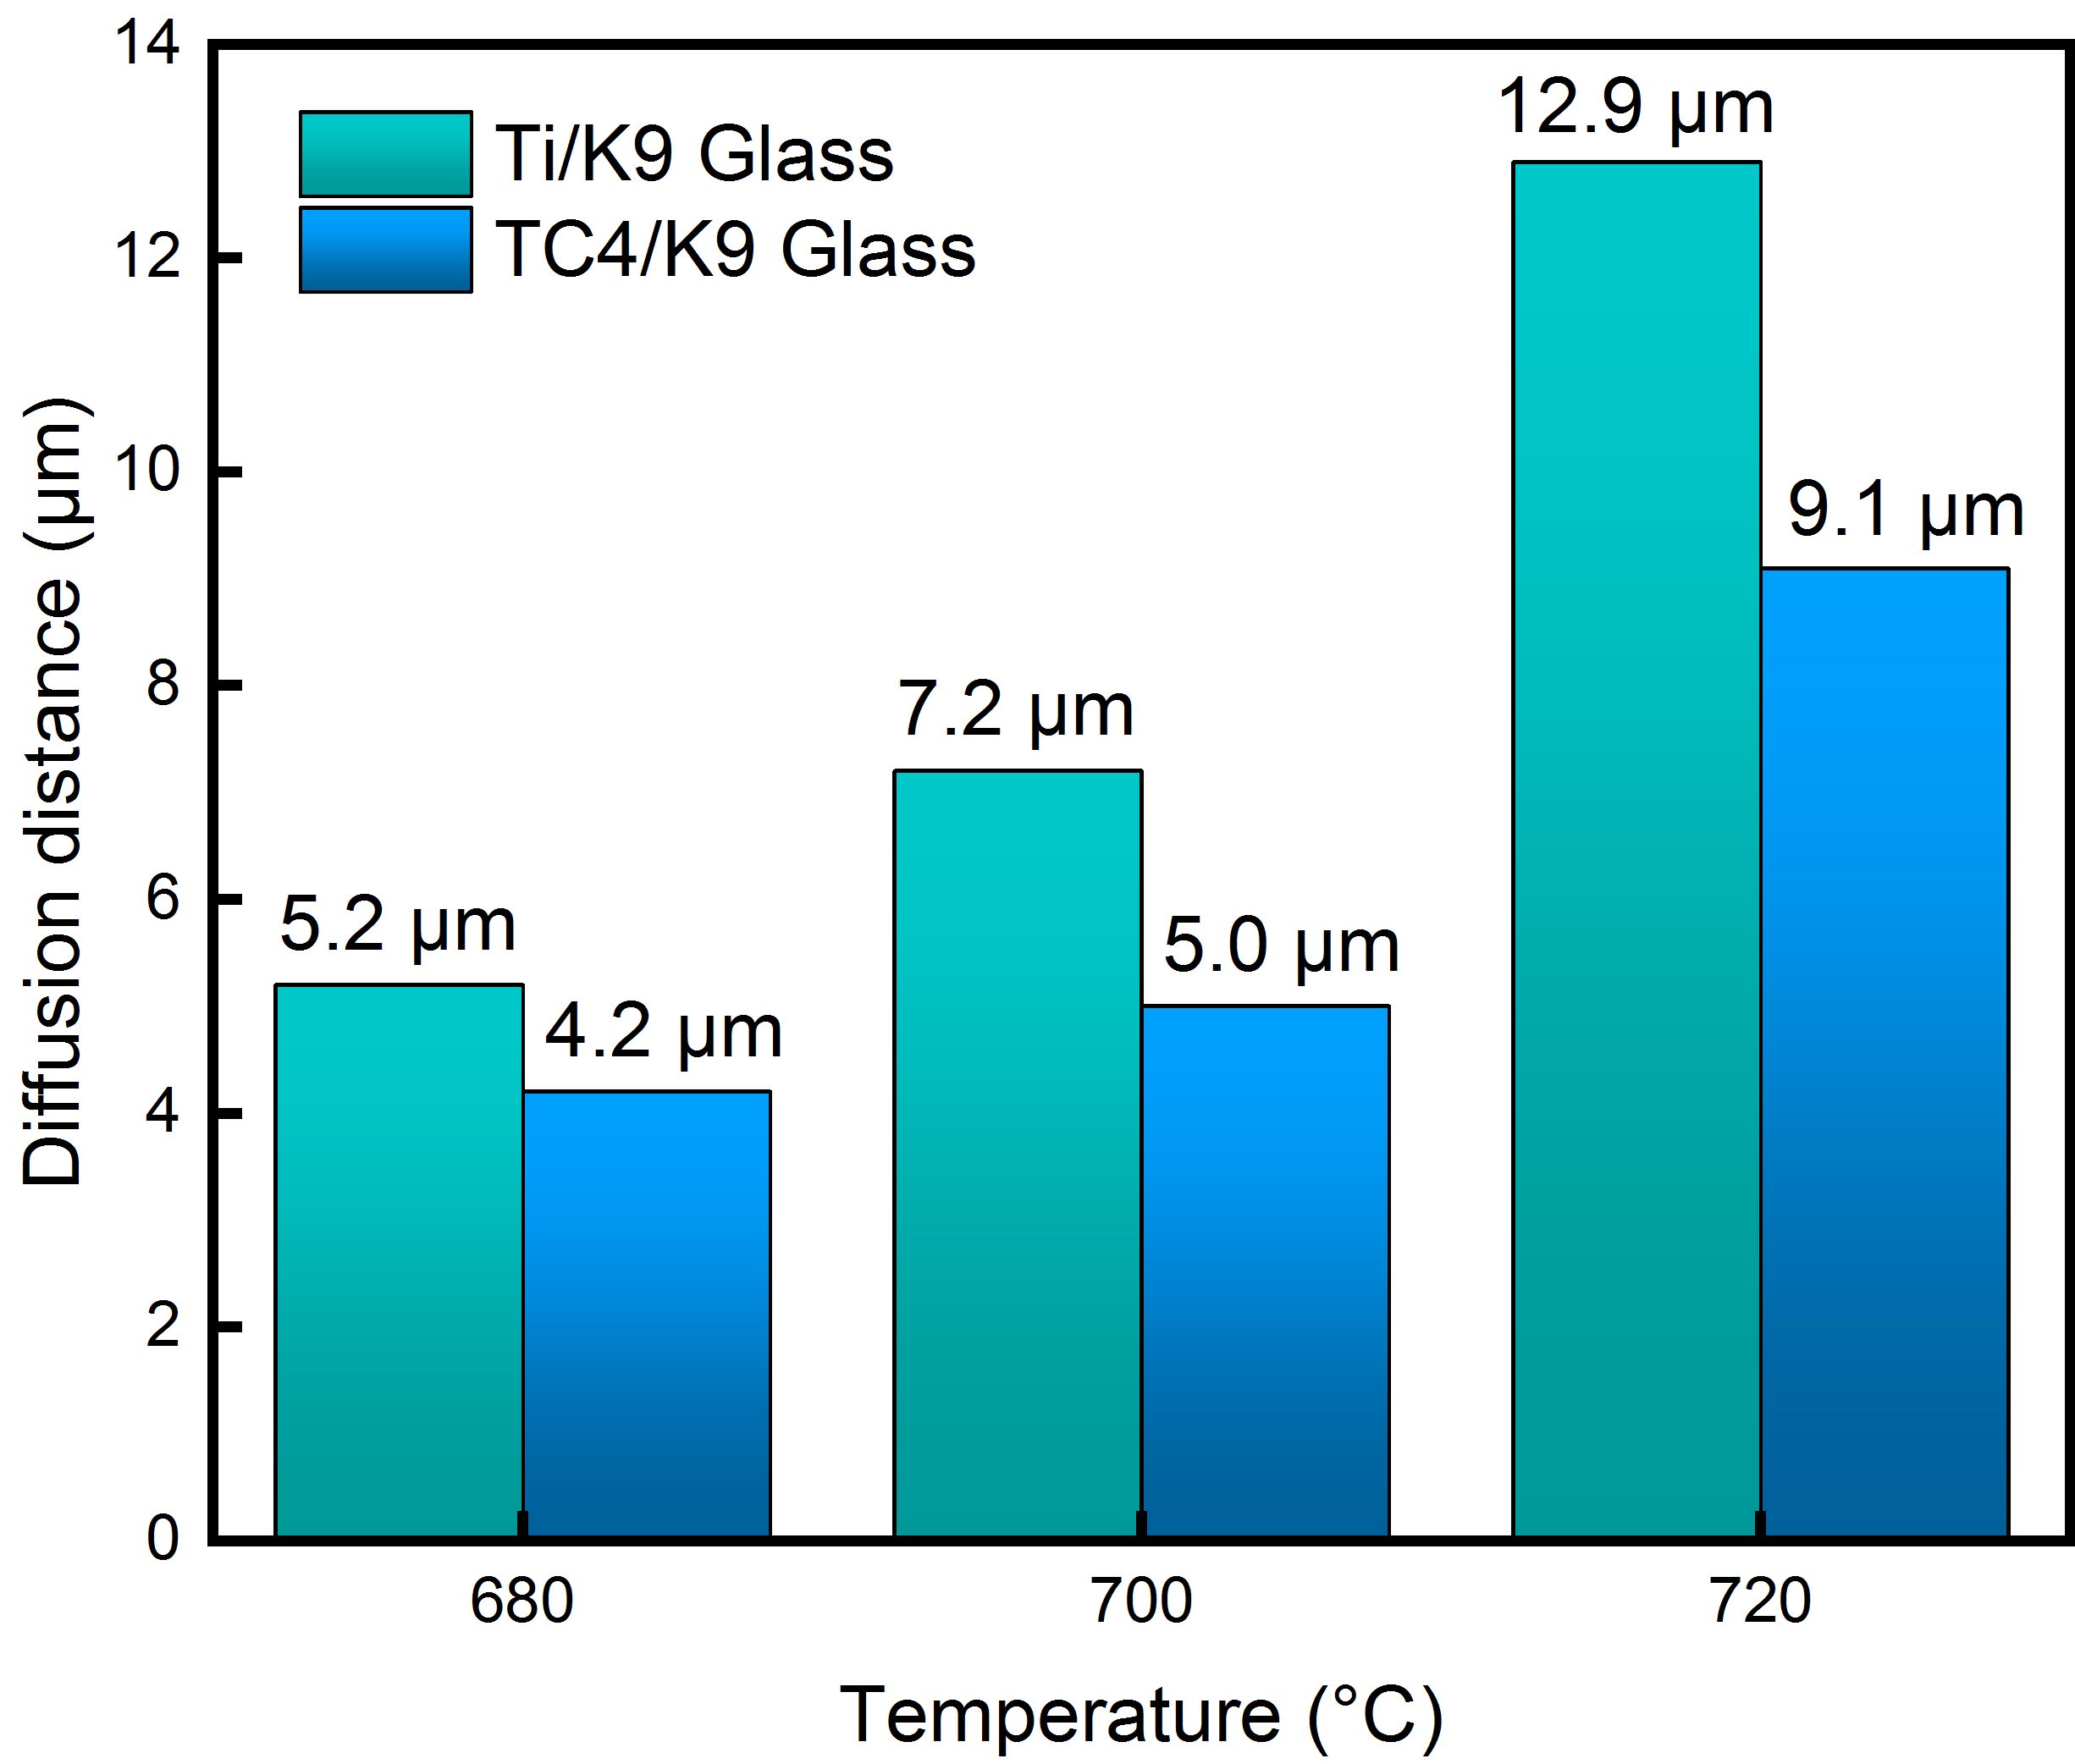 14
12
10
8
6
4
2
0
Diffusion distance (μm)
Ti/K9 Glass
TC4/K9 Glass
5.2 μm
4.2 μm
7.2 μm
5.0 μm
12.9 μm
9.1 μm
680
700
720
Temperature (°C)